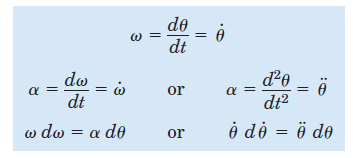 ω = dθ/dt = θ̇
α = dω/dt = ω̇ or α = d²θ/dt² = θ̈
ω dω = α dθ or θ̇ dθ̇ = θ̈ dθ